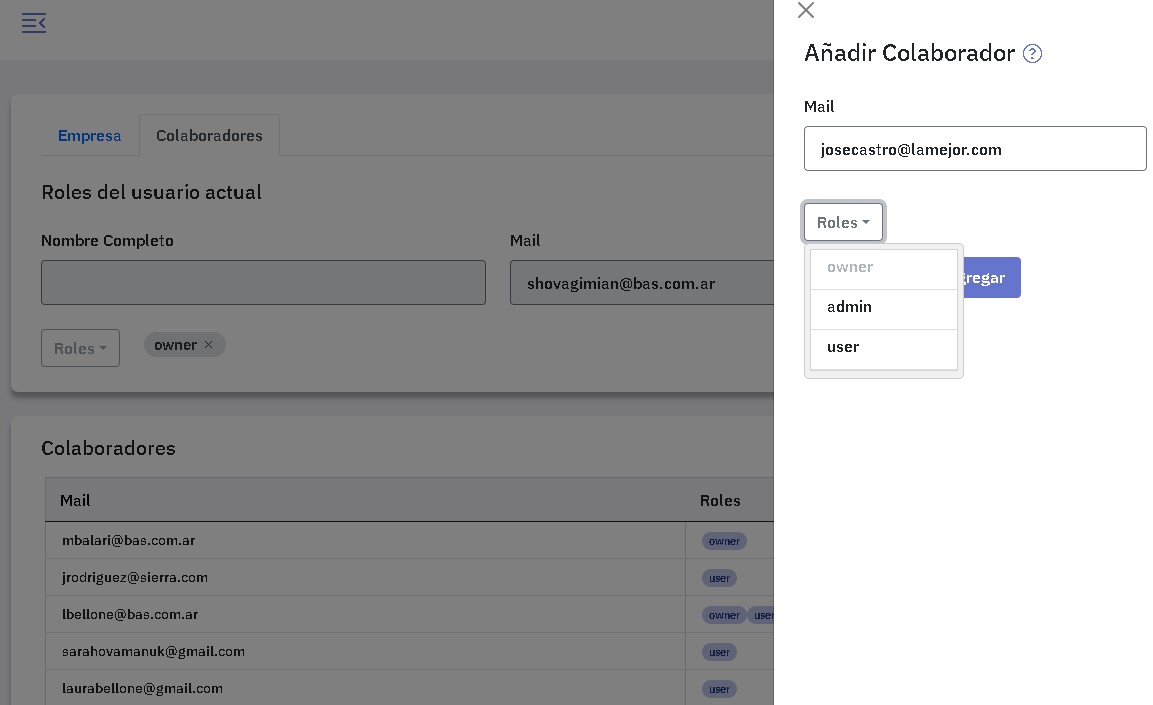 Añadir Colaborador ?
Mail
josecastro@lamejor.com
Roles
owner
admin
user
gregar
Empresa
Colaboradores
Roles del usuario actual
Nombre Completo
Mail
shovagimian@bas.com.ar
Roles
owner ×
Colaboradores
Mail Roles
mbalari@bas.com.ar owner
jrodriguez@sierra.com user
lbellone@bas.com.ar owner user
sarahovamanuk@gmail.com user
laurabellone@gmail.com user